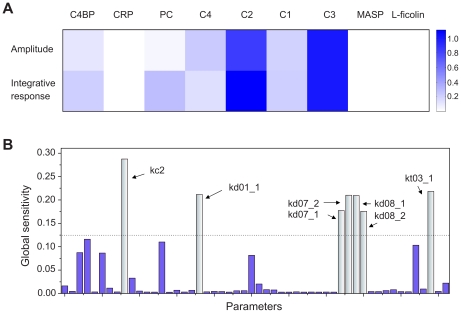 A
C4BP CRP PC C4 C2 C1 C3 MASP L-ficolin
Amplitude
Integrative
response
1.0
0.8
0.6
0.4
0.2
B
Global sensitivity
0.30
0.25
0.20
0.15
0.10
0.05
0.00
kc2
kd01_1
kd07_2
kd07_1
kd08_1
kd08_2
kt03_1
Parameters